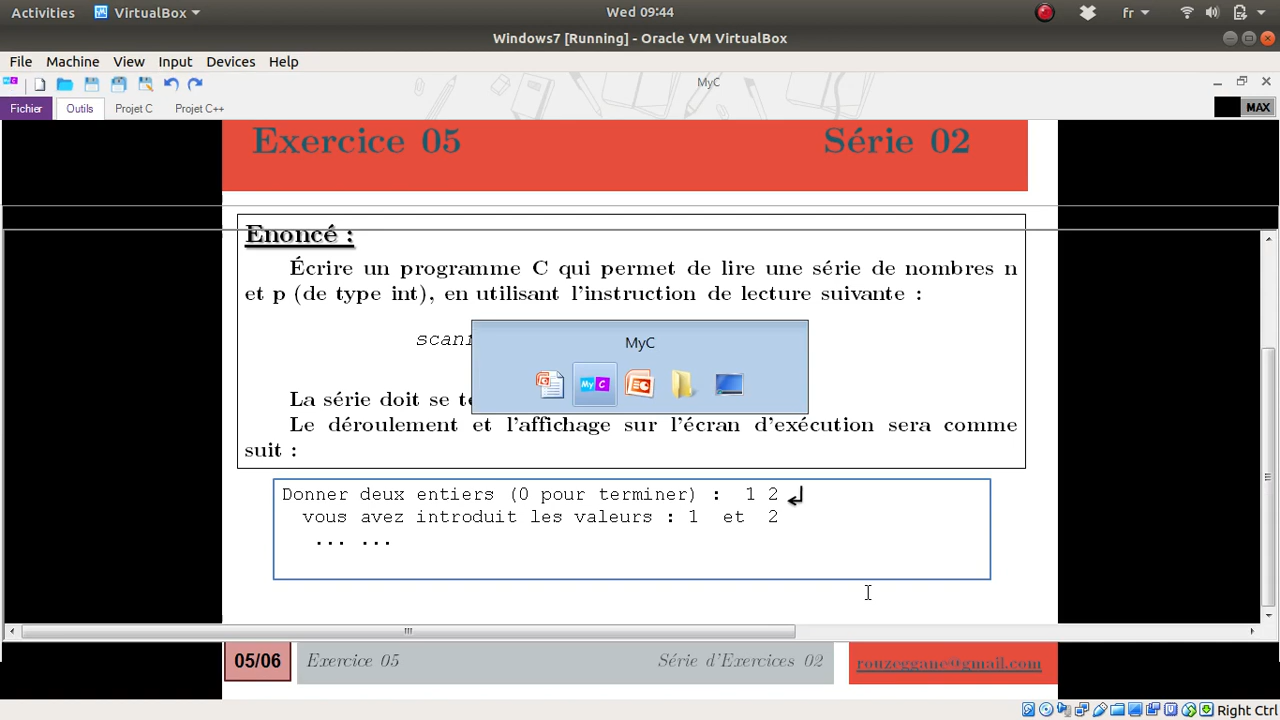 Activities VirtualBox Wed 09:44 fr
Windows7 [Running] - Oracle VM VirtualBox
File Machine View Input Devices Help
MyC
Fichier Outils Projet C Projet C++ MAX
Exercice 05 Série 02
Enoncé :
Écrire un programme C qui permet de lire une série de nombres n
et p (de type int), en utilisant l'instruction de lecture suivante :
MyC
My C
La série doit se
Le déroulement et l'affichage sur l'écran d'exécution sera comme
suit :
Donner deux entiers (0 pour terminer) : 1 2
vous avez introduit les valeurs : 1 et 2
... ...
05/06 Exercice 05 Série d'Exercices 02 rouzeggane@gmail.com
Right Ctrl